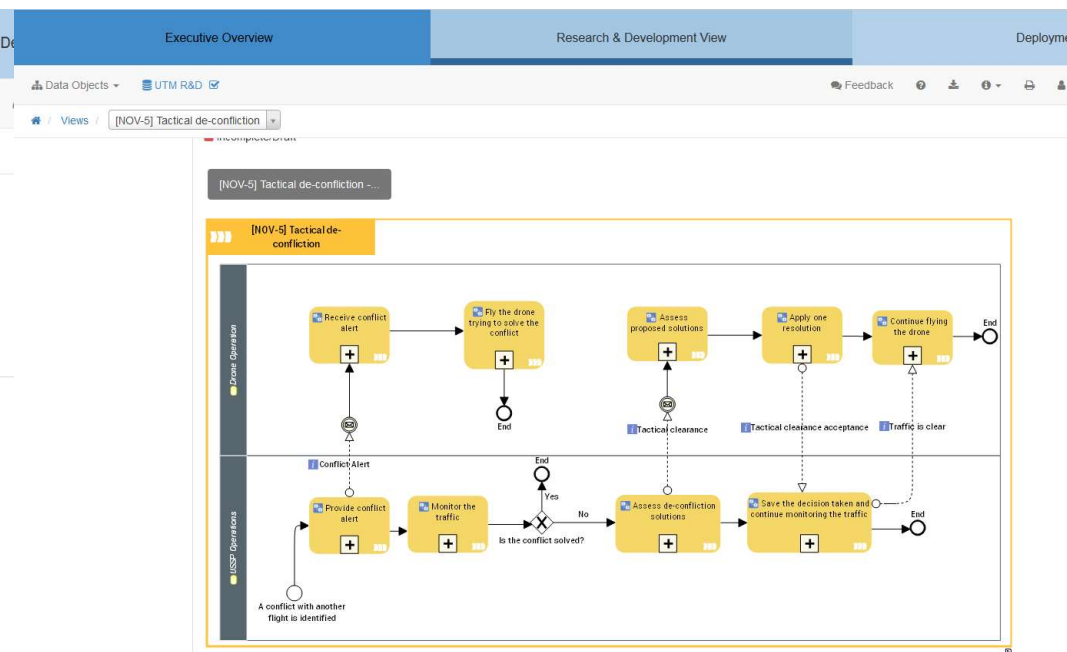 De
Executive Overview
Research & Development View
Deployme
Data Objects
UTM R&D
Feedback
/ Views / [NOV-5] Tactical de-confliction
Incomplete/Draft
[NOV-5] Tactical de-confliction -...
[NOV-5] Tactical de-
confliction
Drone Operation
Receive conflict
alert
Fly the drone
trying to solve the
conflict
Assess
proposed solutions
Apply one
resolution
Continue flying
the drone
End
End
Tactical clearance
Tactical clearance acceptance
Traffic is clear
USSP Operations
Conflict Alert
End
Yes
Provide conflict
alert
Monitor the
traffic
No
Is the conflict solved?
Assess de-confliction
solutions
Save the decision taken and
continue monitoring the traffic
End
A conflict with another
flight is identified